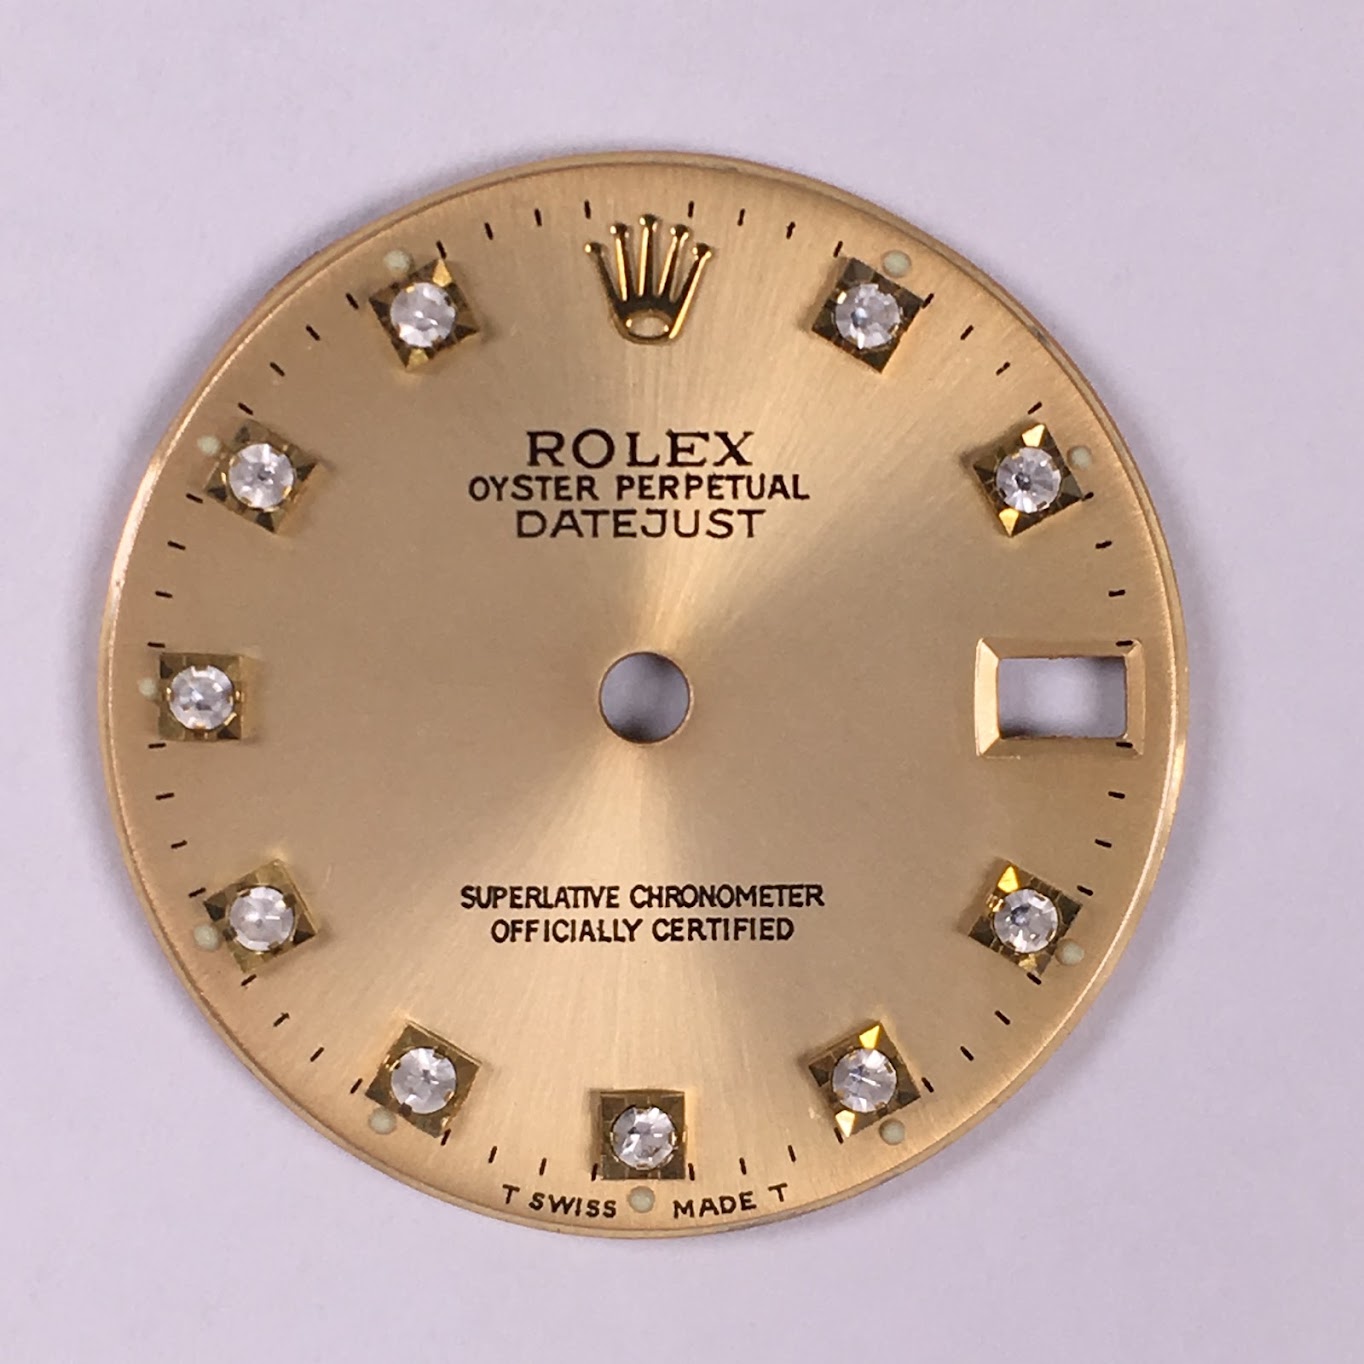 ROLEX
OYSTER PERPETUAL
DATEJUST
SUPERLATIVE CHRONOMETER
OFFICIALLY CERTIFIED
T SWISS MADE T